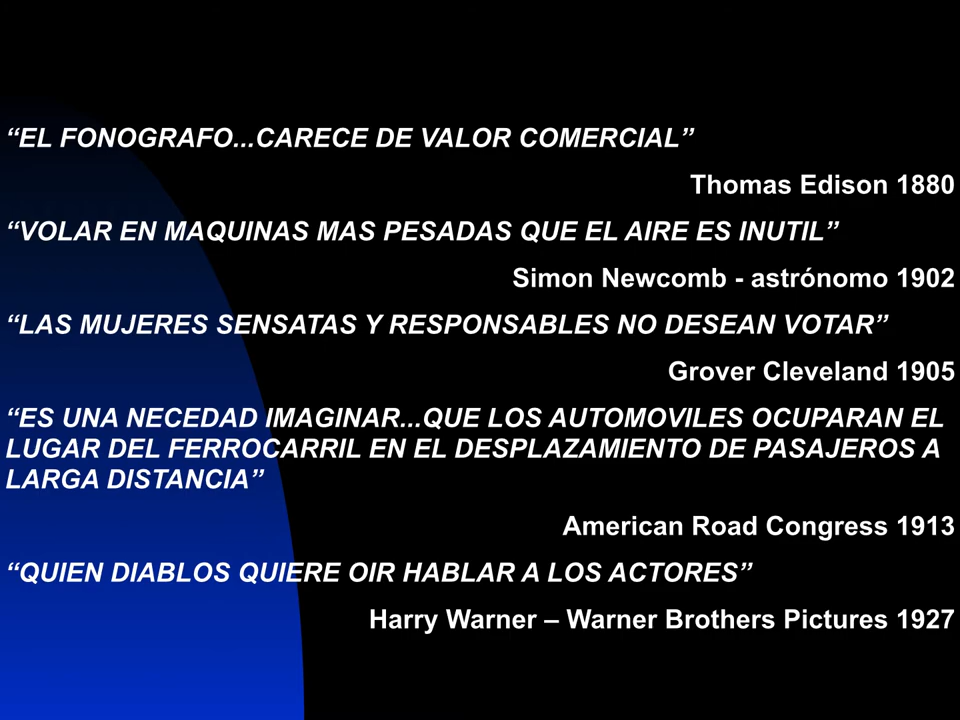 “EL FONOGRAFO...CARECE DE VALOR COMERCIAL”
Thomas Edison 1880
“VOLAR EN MAQUINAS MAS PESADAS QUE EL AIRE ES INUTIL”
Simon Newcomb - astrónomo 1902
“LAS MUJERES SENSATAS Y RESPONSABLES NO DESEAN VOTAR”
Grover Cleveland 1905
“ES UNA NECEDAD IMAGINAR...QUE LOS AUTOMOVILES OCUPARAN EL
LUGAR DEL FERROCARRIL EN EL DESPLAZAMIENTO DE PASAJEROS A
LARGA DISTANCIA”
American Road Congress 1913
“QUIEN DIABLOS QUIERE OIR HABLAR A LOS ACTORES”
Harry Warner – Warner Brothers Pictures 1927